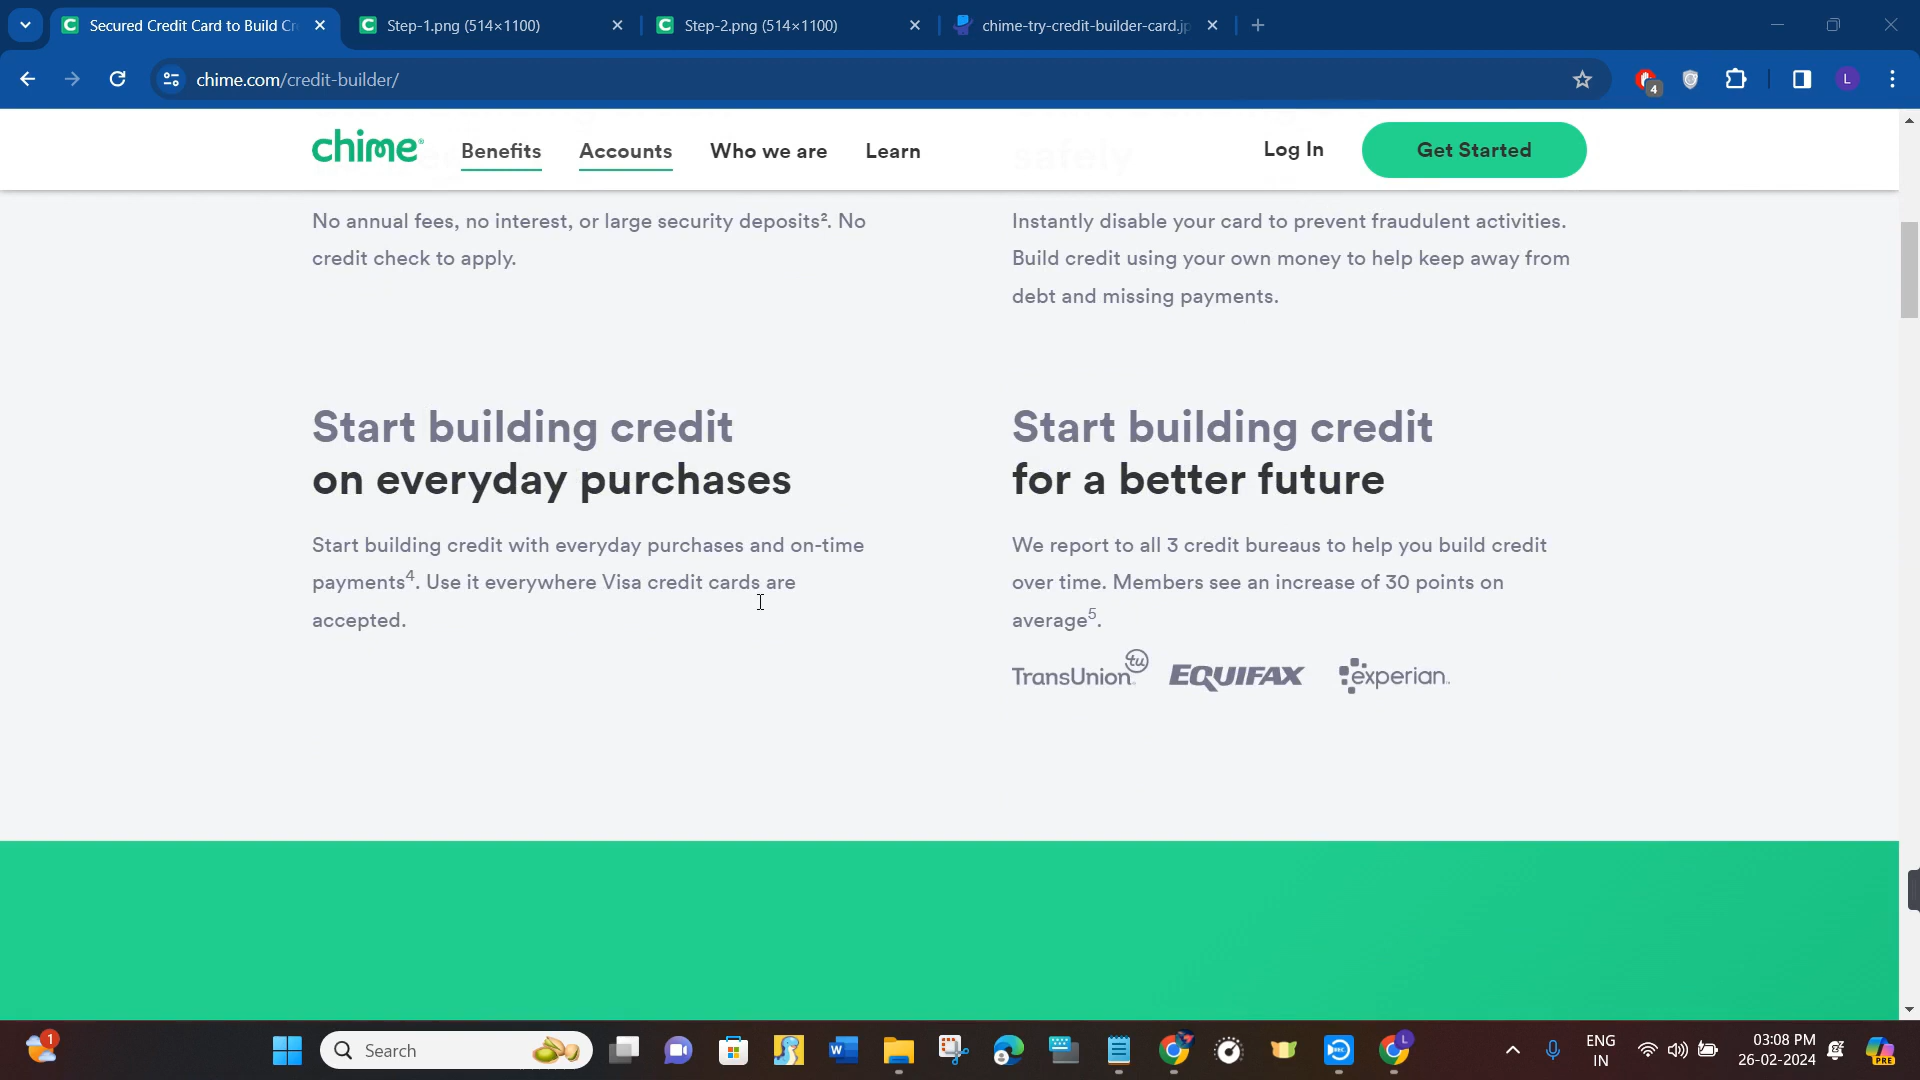 Secured Credit Card to Build Cr
Step-1.png (514×1100)
Step-2.png (514×1100)
chime-try-credit-builder-card.jp
chime.com/credit-builder/
4
L
chime
Benefits
Accounts
Who we are
Learn
safely
Log In
Get Started
No annual fees, no interest, or large security deposits². No
credit check to apply.
Instantly disable your card to prevent fraudulent activities.
Build credit using your own money to help keep away from
debt and missing payments.
Start building credit
on everyday purchases
Start building credit with everyday purchases and on-time
payments⁴. Use it everywhere Visa credit cards are
accepted.
Start building credit
for a better future
We report to all 3 credit bureaus to help you build credit
over time. Members see an increase of 30 points on
average⁵.
TransUnion tu
EQUIFAX
experian.
1
Search
L
ENG
IN
03:08 PM
26-02-2024
PRE